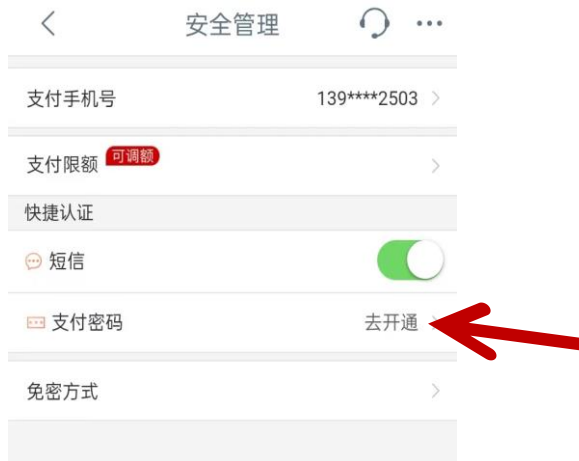 安全管理
支付手机号 139****2503
支付限额 可调额
快捷认证
短信
支付密码 去开通
免密方式